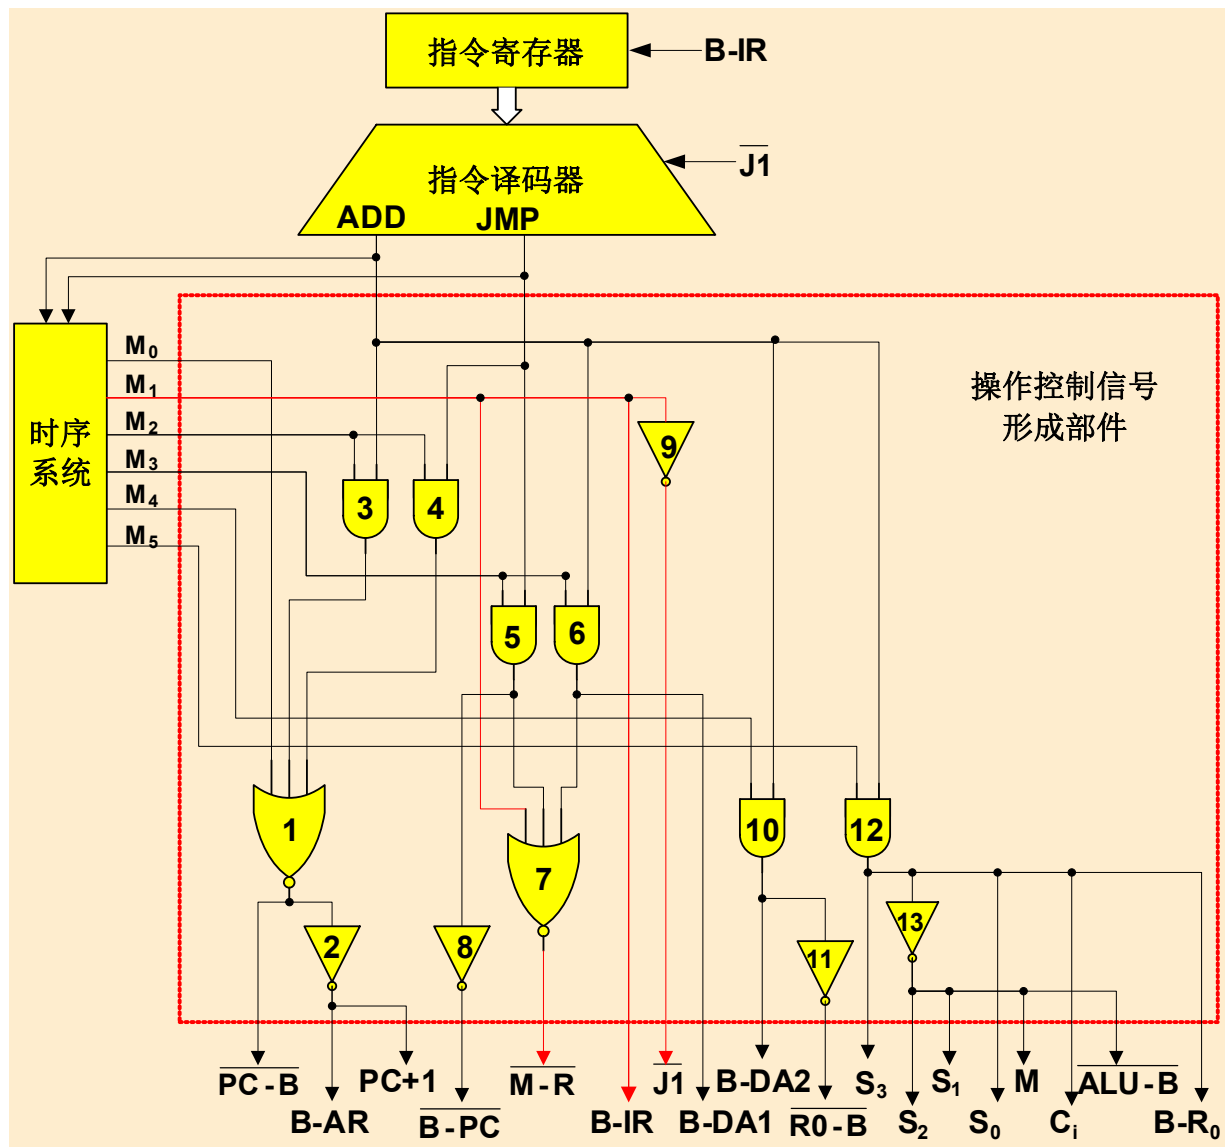 指令寄存器
B-IR
指令译码器
J1
ADD
JMP
M0
M1
M2
M3
M4
M5
时序
系统
操作控制信号
形成部件
9
3
4
5
6
1
7
10
12
2
8
11
13
PC-B
B-AR
PC+1
B-PC
M-R
B-IR
J1
B-DA1
B-DA2
R0-B
S3
S2
S1
S0
M
Ci
ALU-B
B-R0